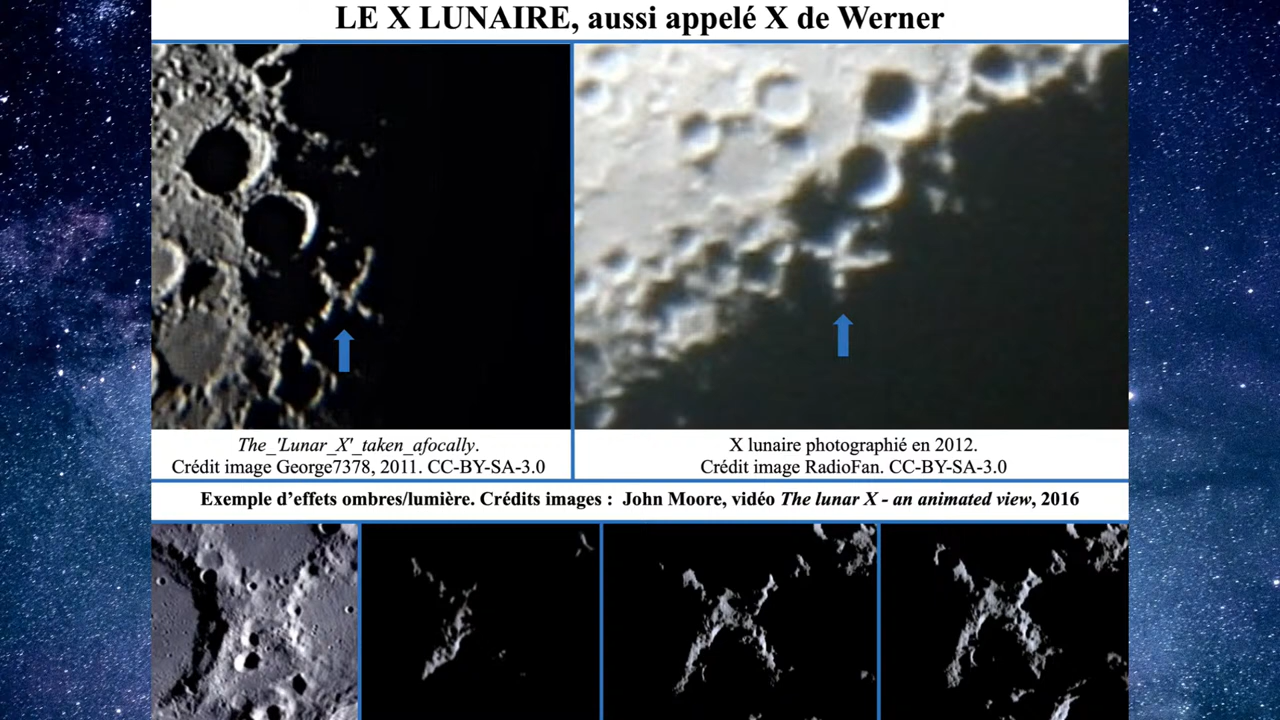 LE X LUNAIRE, aussi appelé X de Werner
The_'Lunar_X'_taken_afocally.
Crédit image George7378, 2011. CC-BY-SA-3.0
X lunaire photographié en 2012.
Crédit image RadioFan. CC-BY-SA-3.0
Exemple d’effets ombres/lumière. Crédits images :  John Moore, vidéo The lunar X - an animated view, 2016